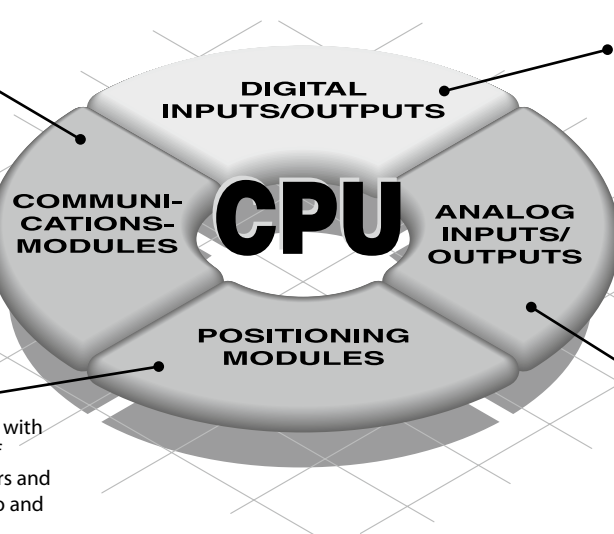 DIGITAL
INPUTS/OUTPUTS
COMMUNI-
CATIONS-
MODULES
CPU
ANALOG
INPUTS/
OUTPUTS
POSITIONING
MODULES
with
rs and
and